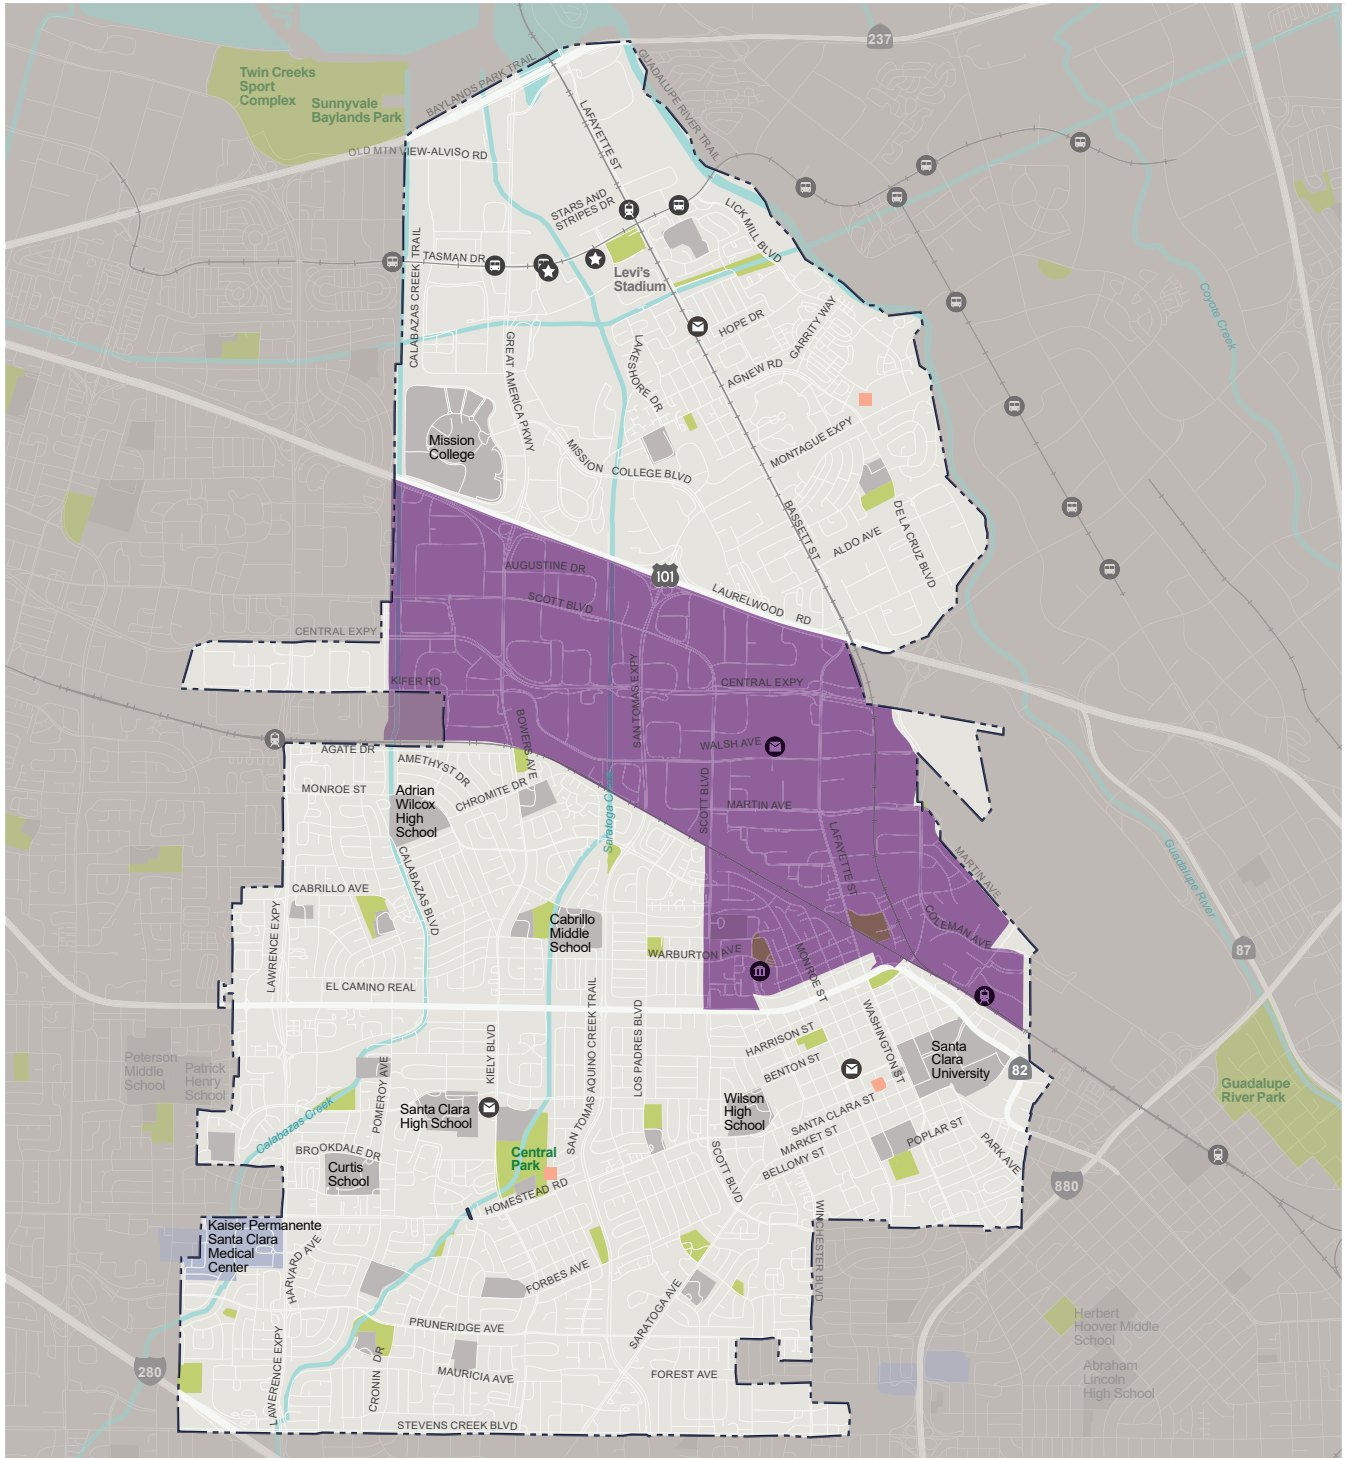 237
Twin Creeks
Sport
Complex
Sunnyvale
Baylands Park
BAYLANDS PARK TRAIL
GUADALUPE RIVER TRAIL
LAFAYETTE ST
OLD MTN VIEW-ALVISO RD
STARS AND
STRIPES DR
LICK MILL BLVD
CALABAZAS CREEK TRAIL
TASMAN DR
Levi's
Stadium
Coyote Creek
HOPE DR
GARRITY WAY
GREAT AMERICA PKWY
LAKESHORE DR
AGNEW RD
Mission
College
MONTAGUE EXPY
MISSION COLLEGE BLVD
BASSETT ST
DE LA CRUZ BLVD
ALDO AVE
AUGUSTINE DR
101
SCOTT BLVD
LAURELWOOD RD
CENTRAL EXPY
KIFER RD
SAN TOMAS EXPY
CENTRAL EXPY
BOWERS AVE
WALSH AVE
AGATE DR
AMETHYST DR
MONROE ST
CHROMITE DR
Adrian
Wilcox
High
School
Saratoga Creek
SCOTT BLVD
MARTIN AVE
LAFAYETTE ST
MARTIN AVE
Guadalupe River
CALABAZAS BLVD
CABRILLO AVE
LAWRENCE EXPY
Cabrillo
Middle
School
COLEMAN AVE
WARBURTON AVE
MONROE ST
87
EL CAMINO REAL
SAN TOMAS AQUINO CREEK TRAIL
LOS PADRES BLVD
WASHINGTON ST
HARRISON ST
KIELY BLVD
Peterson
Middle
School
Patrick
Henry
School
POMEROY AVE
BENTON ST
Santa
Clara
University
82
Guadalupe
River Park
Santa Clara
High School
Wilson
High
School
SANTA CLARA ST
MARKET ST
BELLOMY ST
POPLAR ST
PARK AVE
Calabazas Creek
BROOKDALE DR
Curtis
School
Central
Park
SCOTT BLVD
880
HOMESTEAD RD
WINCHESTER BLVD
Kaiser Permanente
Santa Clara
Medical
Center
HARVARD AVE
FORBES AVE
SARATOGA AVE
Herbert
Hoover Middle
School
PRUNERIDGE AVE
LAWERENCE EXPY
CRONIN DR
280
MAURICIA AVE
FOREST AVE
Abraham
Lincoln
High School
STEVENS CREEK BLVD